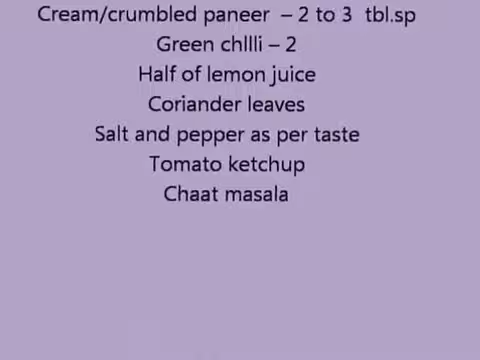 Cream/crumbled paneer – 2 to 3 tbl.sp
Green chllli – 2
Half of lemon juice
Coriander leaves
Salt and pepper as per taste
Tomato ketchup
Chaat masala